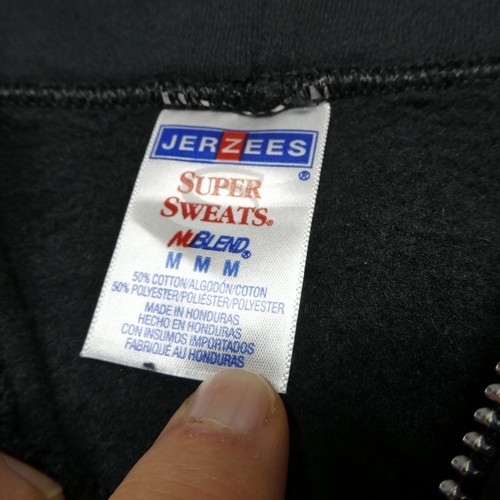 JERZEES
®
SUPER
SWEATS®
NUBLEND®
M M M
50% COTTON/ALGODÓN/COTON
50% POLYESTER/POLIÉSTER/POLYESTER
MADE IN HONDURAS
HECHO EN HONDURAS
CON INSUMOS IMPORTADOS
FABRIQUÉ AU HONDURAS